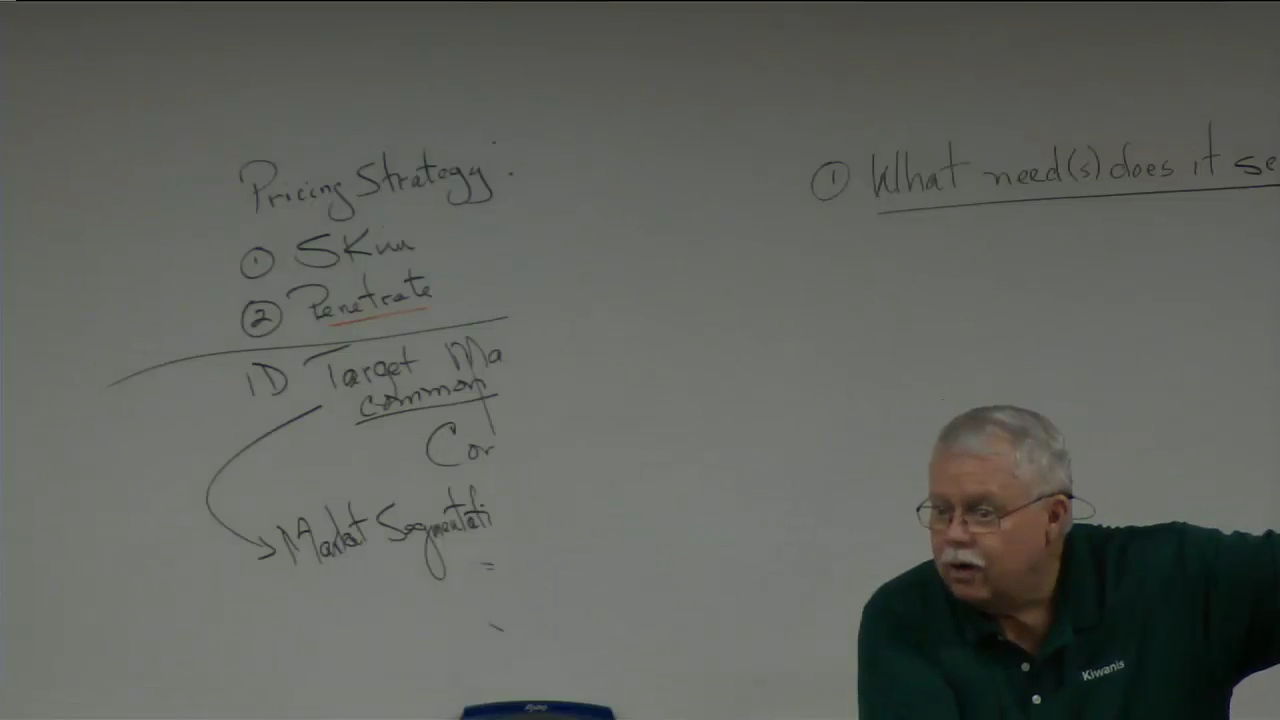 Pricing Strategy.
① Skim
② Penetrate
ID Target Ma
common
Cor
Market Segmentati
=
① What need(s) does it se
Kiwanis